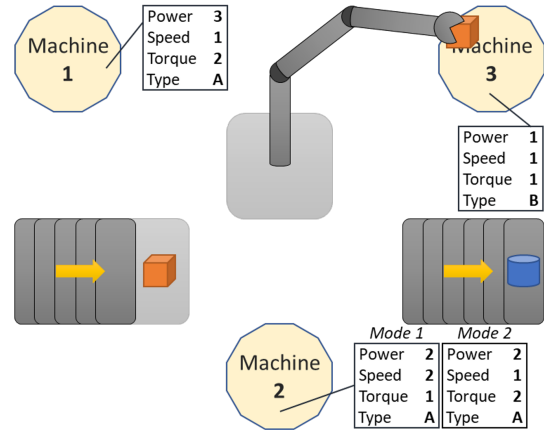 Machine
1
Power 3
Speed 1
Torque 2
Type A
Machine
3
Power 1
Speed 1
Torque 1
Type B
Machine
2
Mode 1
Power 2
Speed 2
Torque 1
Type A
Mode 2
Power 2
Speed 1
Torque 2
Type A